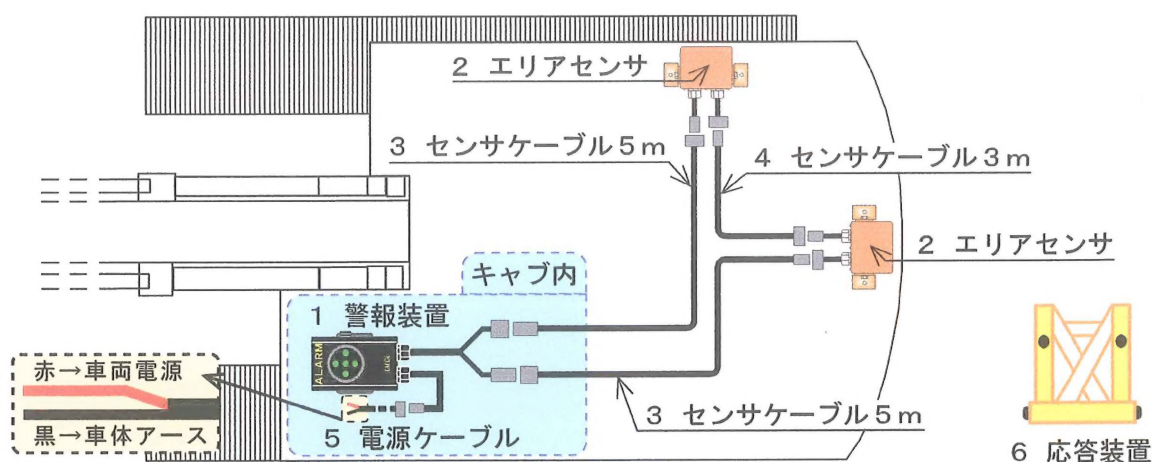 2 エリアセンサ
3 センサケーブル5m
4 センサケーブル3m
2 エリアセンサ
キャブ内
1 警報装置
ALARM
赤→車両電源
黒→車体アース
5 電源ケーブル
3 センサケーブル5m
6 応答装置